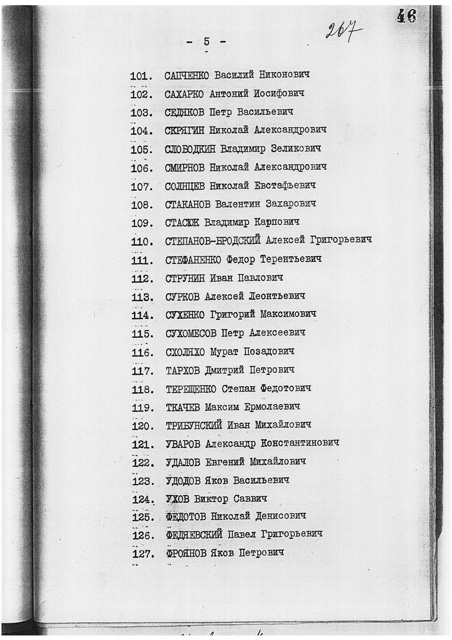 46
267
- 5 -
101. САПЧЕНКО Василий Никонович
102. САХАРКО Антоний Иосифович
103. СЕДЯКОВ Петр Васильевич
104. СКРЯГИН Николай Александрович
105. СЛОБОДКИН Владимир Зеликович
106. СМИРНОВ Николай Александрович
107. СОЛНЦЕВ Николай Евстафьевич
108. СТАКАНОВ Валентин Захарович
109. СТАСЮК Владимир Карпович
110. СТЕПАНОВ-БРОДСКИЙ Алексей Григорьевич
111. СТЕФАНЕНКО Федор Терентьевич
112. СТРУНИН Иван Павлович
113. СУРКОВ Алексей Леонтьевич
114. СУХЕНКО Григорий Максимович
115. СУХОМЕСОВ Петр Алексеевич
116. СХОЛЯХО Мурат Позадович
117. ТАРХОВ Дмитрий Петрович
118. ТЕРЕЩЕНКО Степан Федотович
119. ТКАЧЕВ Максим Ермолаевич
120. ТРИБУНСКИЙ Иван Михайлович
121. УВАРОВ Александр Константинович
122. УДАЛОВ Евгений Михайлович
123. УДОДОВ Яков Васильевич
124. УХОВ Виктор Саввич
125. ФЕДОТОВ Николай Денисович
126. ФЕДЯЕВСКИЙ Павел Григорьевич
127. ФРОЯНОВ Яков Петрович